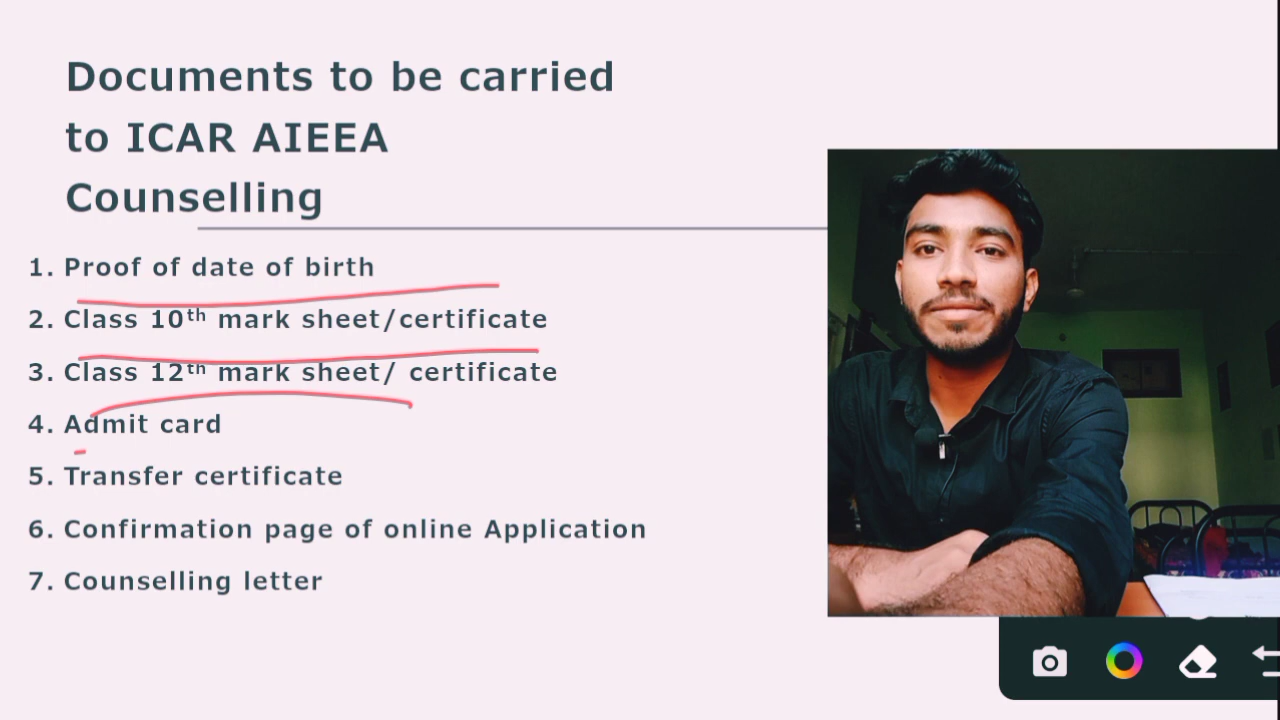 Documents to be carried
to ICAR AIEEA
Counselling
1. Proof of date of birth
2. Class 10th mark sheet/certificate
3. Class 12th mark sheet/ certificate
4. Admit card
5. Transfer certificate
6. Confirmation page of online Application
7. Counselling letter